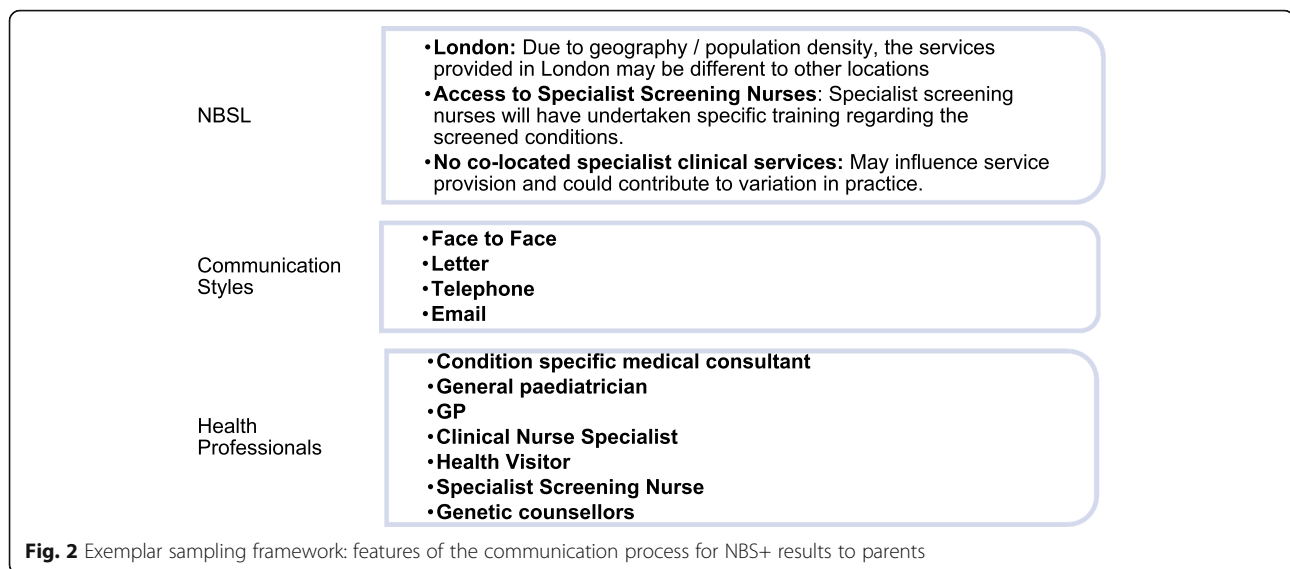 NBSL
•London: Due to geography / population density, the services
provided in London may be different to other locations
•Access to Specialist Screening Nurses: Specialist screening
nurses will have undertaken specific training regarding the
screened conditions.
•No co-located specialist clinical services: May influence service
provision and could contribute to variation in practice.
Communication
Styles
•Face to Face
•Letter
•Telephone
•Email
Health
Professionals
•Condition specific medical consultant
•General paediatrician
•GP
•Clinical Nurse Specialist
•Health Visitor
•Specialist Screening Nurse
•Genetic counsellors
Fig. 2 Exemplar sampling framework: features of the communication process for NBS+ results to parents